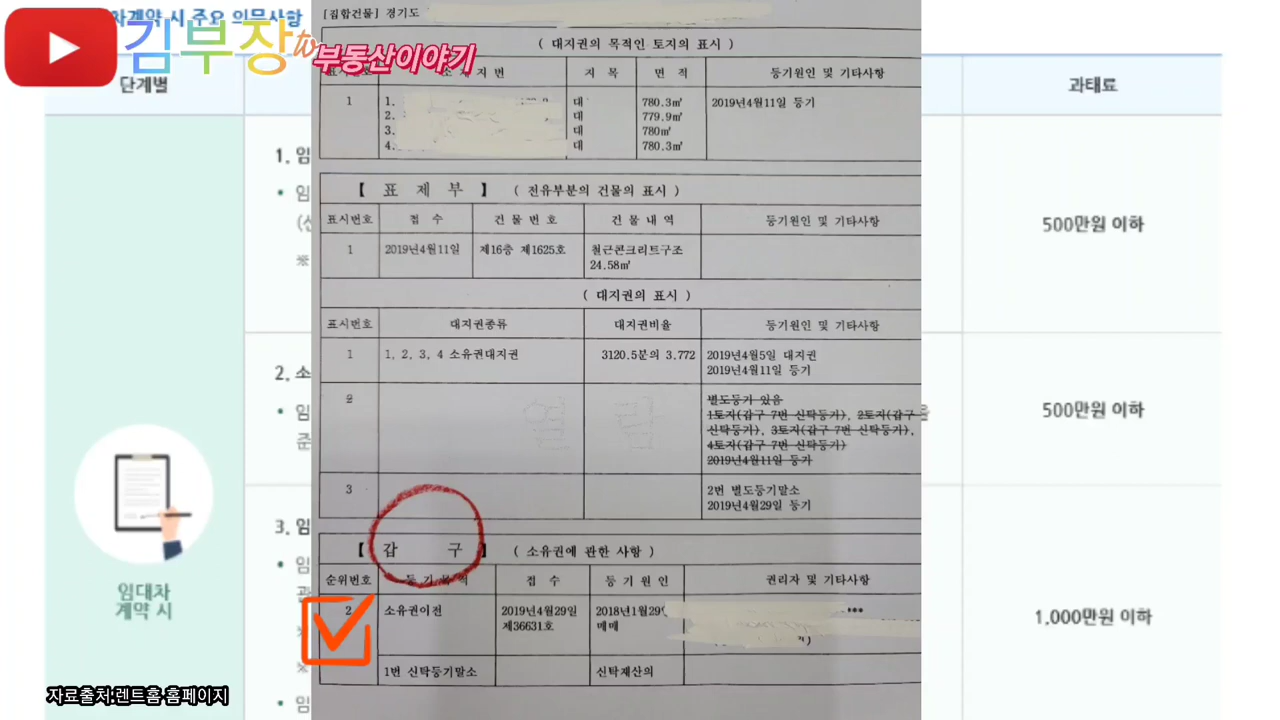 차계약 시 주요 의무사항
김부장tv 부동산이야기
단계별
과태료
1. 임
500만원 이하
2. 소
500만원 이하
3. 임
1,000만원 이하
임대차
계약 시
자료출처:렌트홈 홈페이지
[집합건물] 경기도
( 대지권의 목적인 토지의 표시 )
표시번호 소 재 지 번 지 목 면 적 등기원인 및 기타사항
1 1. 대 780.3㎡ 2019년4월11일 등기
2. 대 779.9㎡
3. 대 780㎡
4. 대 780.3㎡
【 표 제 부 】 ( 전유부분의 건물의 표시 )
표시번호 접 수 건 물 번 호 건 물 내 역 등기원인 및 기타사항
1 2019년4월11일 제16층 제1625호 철근콘크리트구조
24.58㎡
( 대지권의 표시 )
표시번호 대지권종류 대지권비율 등기원인 및 기타사항
1 1, 2, 3, 4 소유권대지권 3120.5분의 3.772 2019년4월5일 대지권
2019년4월11일 등기
2 별도등기 있음
1토지(갑구 7번 신탁등기), 2토지(갑구 7번
신탁등기), 3토지(갑구 7번 신탁등기),
4토지(갑구 7번 신탁등기)
2019년4월11일 등기
열 람
3 2번 별도등기말소
2019년4월29일 등기
【 갑 구 】 ( 소유권에 관한 사항 )
순위번호 등 기 목 적 접 수 등 기 원 인 권리자 및 기타사항
2 소유권이전 2019년4월29일 2018년1월29일
제36631호 매매
1번 신탁등기말소 신탁재산의